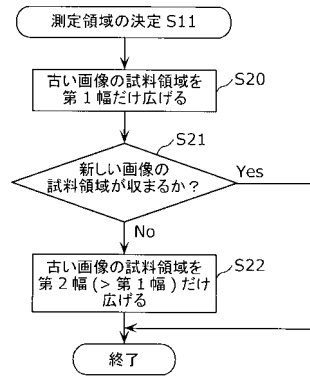 測定領域の決定 S11
古い画像の試料領域を
第1幅だけ広げる
S20
S21
新しい画像の
試料領域が収まるか？
Yes
No
古い画像の試料領域を
第2幅(>第1幅)だけ
広げる
S22
終了